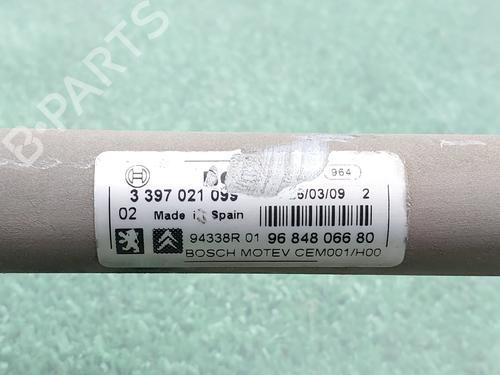 B-PARTS
964
3 397 021 099 /03/09 2
02 Made in Spain
94338R 01 96 848 066 80
BOSCH MOTEV CEM001/H00